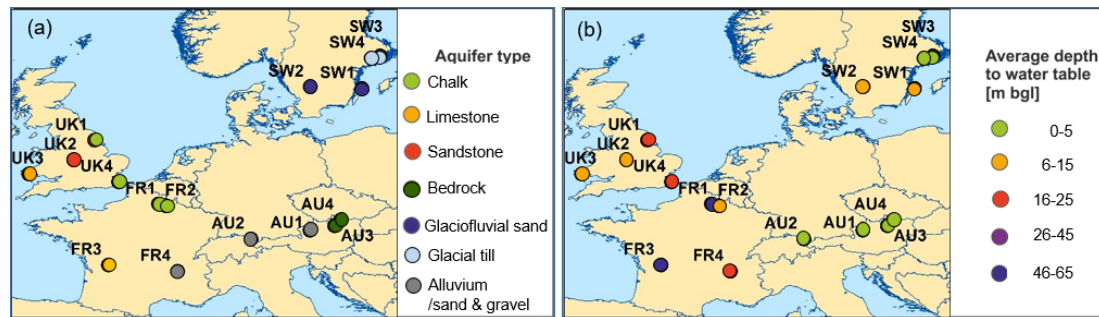 (a)
SW3
SW4
SW2
SW1
UK1
UK2
UK3
UK4
FR1
FR2
AU4
AU2
AU1
AU3
FR3
FR4
Aquifer type
Chalk
Limestone
Sandstone
Bedrock
Glaciofluvial sand
Glacial till
Alluvium
/sand & gravel
(b)
SW3
SW4
SW2
SW1
UK1
UK2
UK3
UK4
FR1
FR2
AU4
AU2
AU1
AU3
FR3
FR4
Average depth
to water table
[m bgl]
0-5
6-15
16-25
26-45
46-65